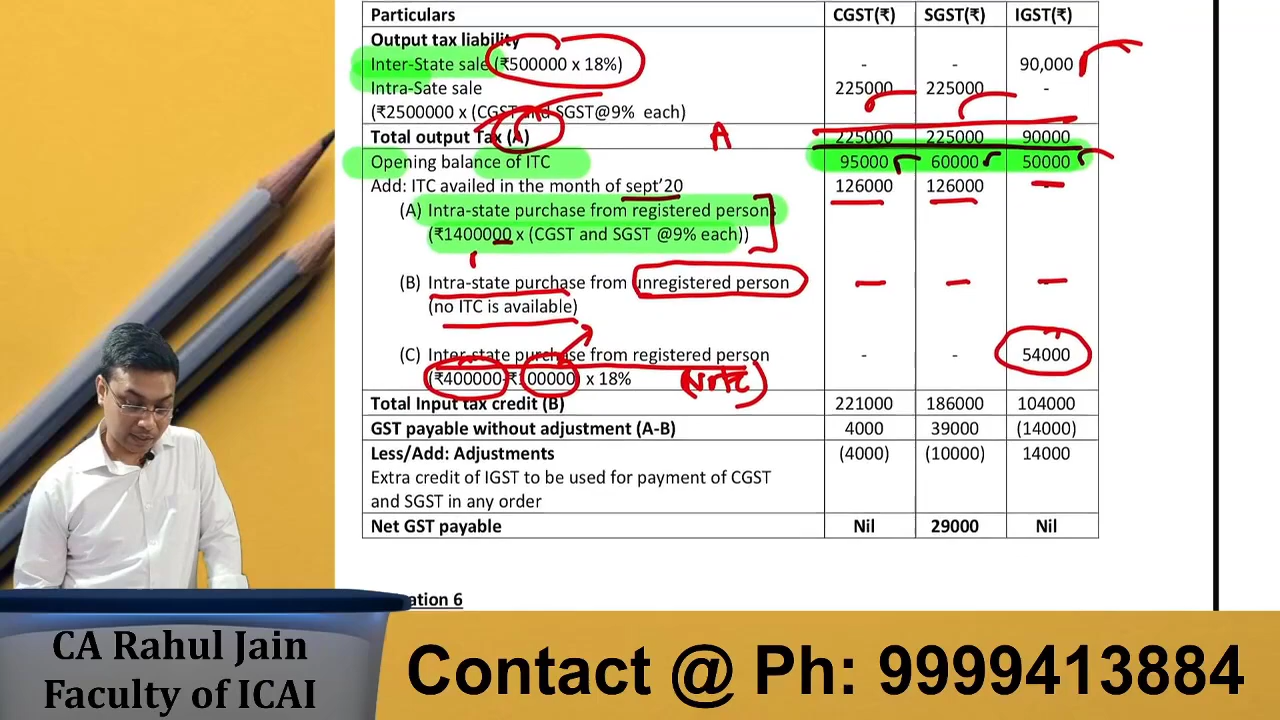 Particulars CGST(₹) SGST(₹) IGST(₹)
Output tax liability
Inter-State sale (₹500000 x 18%) - - 90,000
Intra-Sate sale 225000 225000 -
(₹2500000 x (CGST and SGST@9% each)
Total output Tax (A) A 225000 225000 90000
Opening balance of ITC 95000 60000 50000
Add: ITC availed in the month of sept'20 126000 126000 —
(A) Intra-state purchase from registered persons
(₹1400000 x (CGST and SGST @9% each))
(B) Intra-state purchase from unregistered person — — —
(no ITC is available)
(C) Inter-state purchase from registered person - - 54000
(₹400000-₹100000) x 18% (Note)
Total Input tax credit (B) 221000 186000 104000
GST payable without adjustment (A-B) 4000 39000 (14000)
Less/Add: Adjustments (4000) (10000) 14000
Extra credit of IGST to be used for payment of CGST
and SGST in any order
Net GST payable Nil 29000 Nil
ation 6
CA Rahul Jain
Faculty of ICAI
Contact @ Ph: 9999413884